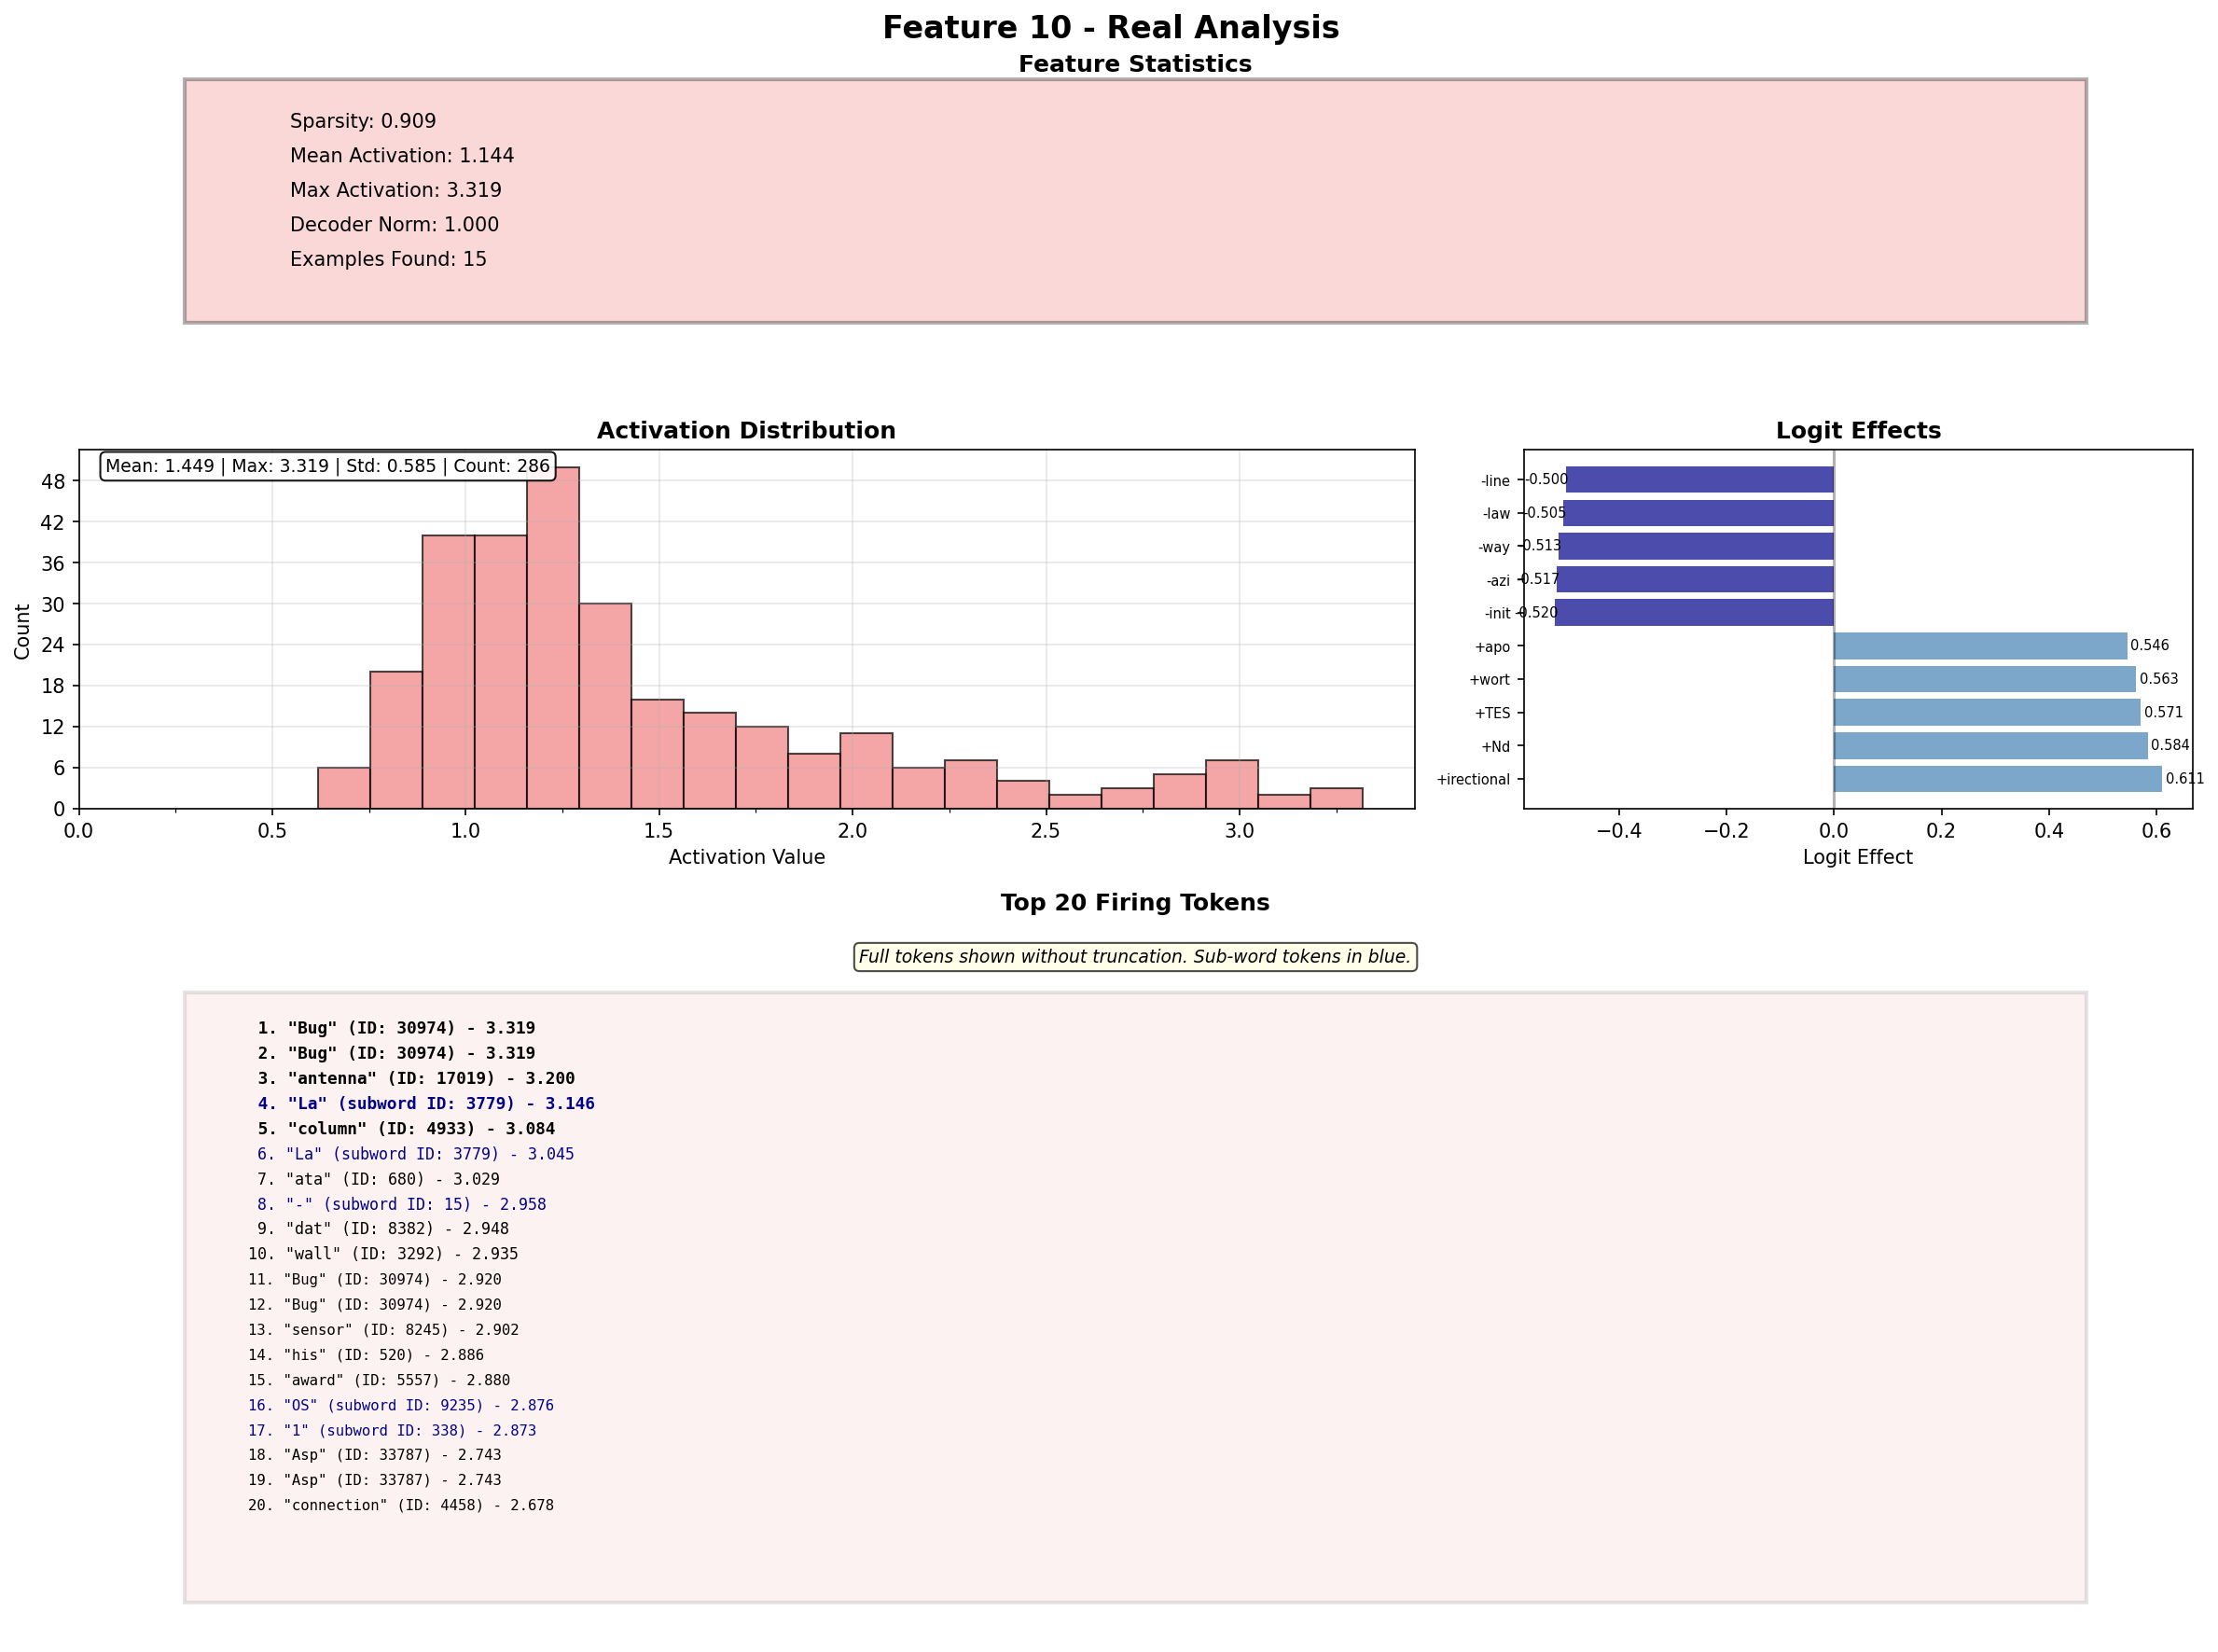 Feature 10 - Real Analysis
Feature Statistics
Sparsity: 0.909
Mean Activation: 1.144
Max Activation: 3.319
Decoder Norm: 1.000
Examples Found: 15
Activation Distribution
Mean: 1.449 | Max: 3.319 | Std: 0.585 | Count: 286
48
42
36
30
24
18
12
6
0
Count
0.0 0.5 1.0 1.5 2.0 2.5 3.0
Activation Value
Logit Effects
-line -0.500
-law -0.505
-way -0.513
-azi -0.517
-init -0.520
+apo 0.546
+wort 0.563
+TES 0.571
+Nd 0.584
+irectional 0.611
−0.4 −0.2 0.0 0.2 0.4 0.6
Logit Effect
Top 20 Firing Tokens
Full tokens shown without truncation. Sub-word tokens in blue.
1. "Bug" (ID: 30974) - 3.319
2. "Bug" (ID: 30974) - 3.319
3. "antenna" (ID: 17019) - 3.200
4. "La" (subword ID: 3779) - 3.146
5. "column" (ID: 4933) - 3.084
6. "La" (subword ID: 3779) - 3.045
7. "ata" (ID: 680) - 3.029
8. "-" (subword ID: 15) - 2.958
9. "dat" (ID: 8382) - 2.948
10. "wall" (ID: 3292) - 2.935
11. "Bug" (ID: 30974) - 2.920
12. "Bug" (ID: 30974) - 2.920
13. "sensor" (ID: 8245) - 2.902
14. "his" (ID: 520) - 2.886
15. "award" (ID: 5557) - 2.880
16. "OS" (subword ID: 9235) - 2.876
17. "1" (subword ID: 338) - 2.873
18. "Asp" (ID: 33787) - 2.743
19. "Asp" (ID: 33787) - 2.743
20. "connection" (ID: 4458) - 2.678